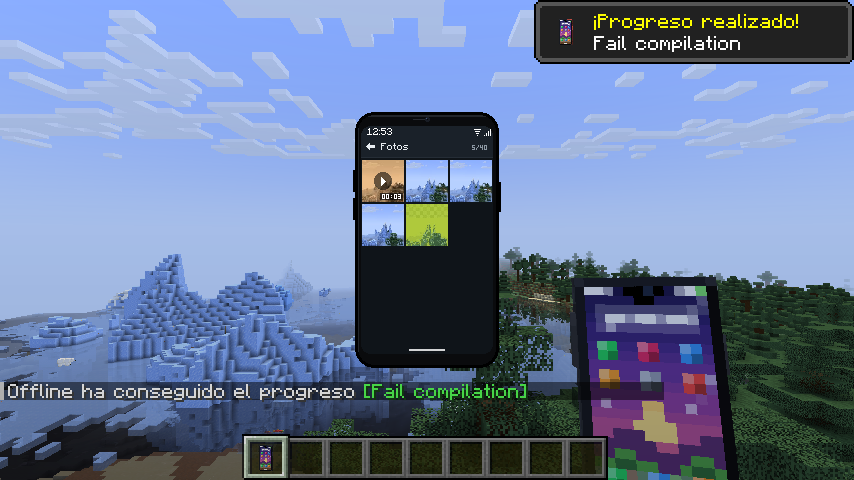 ¡Progreso realizado!
Fail compilation
12:53
Fotos 5/40
00:03
Offline ha conseguido el progreso [Fail compilation]